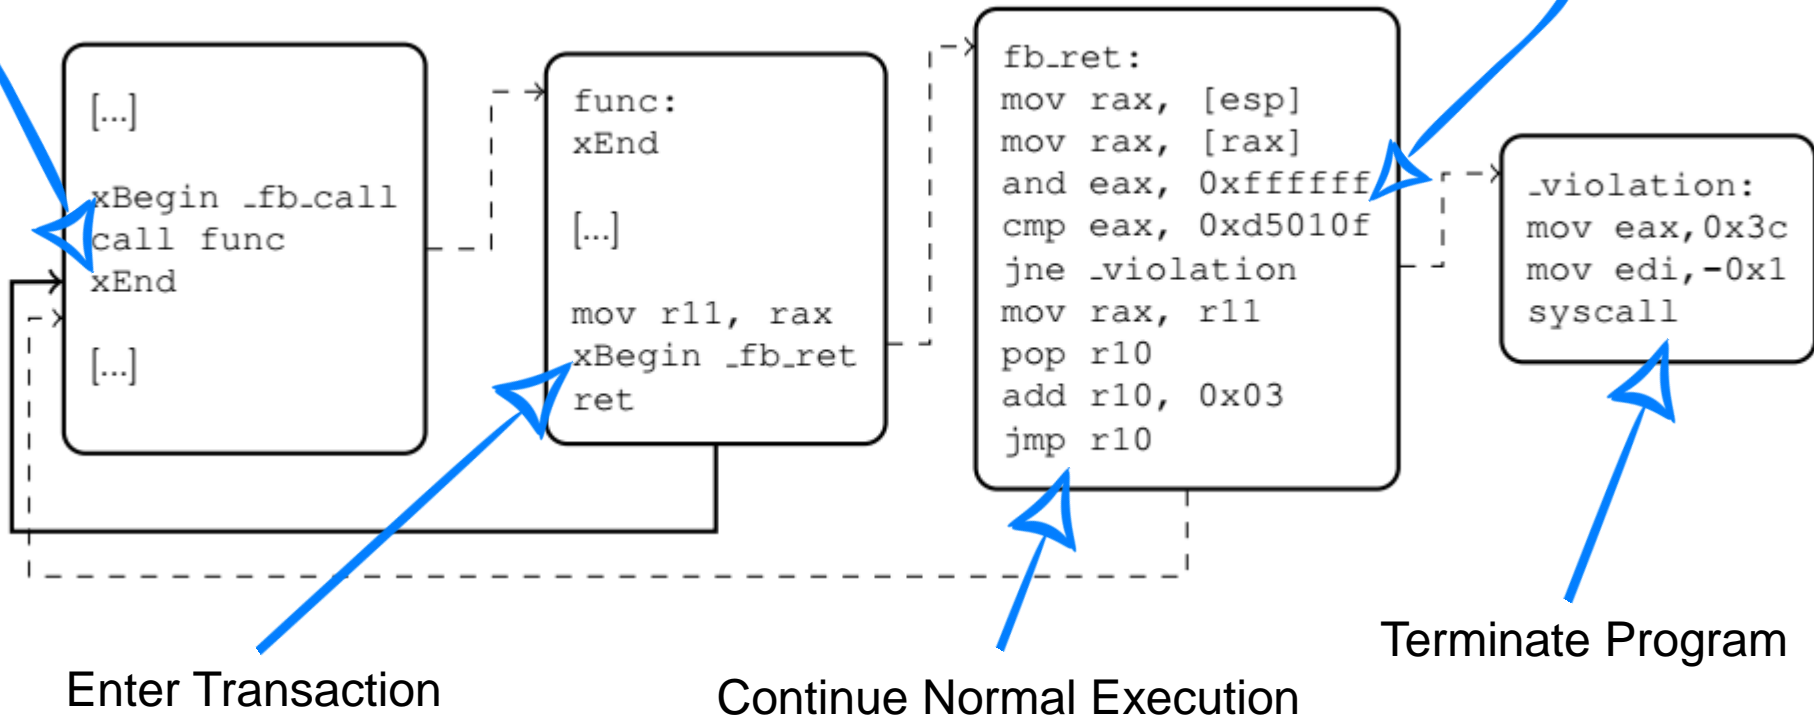 [...]
xBegin _fb_call
call func
xEnd
[...]
func:
xEnd
[...]
mov r11, rax
xBegin _fb_ret
ret
fb_ret:
mov rax, [esp]
mov rax, [rax]
and eax, 0xffffff
cmp eax, 0xd5010f
jne _violation
mov rax, r11
pop r10
add r10, 0x03
jmp r10
_violation:
mov eax,0x3c
mov edi,-0x1
syscall
Enter Transaction
Continue Normal Execution
Terminate Program